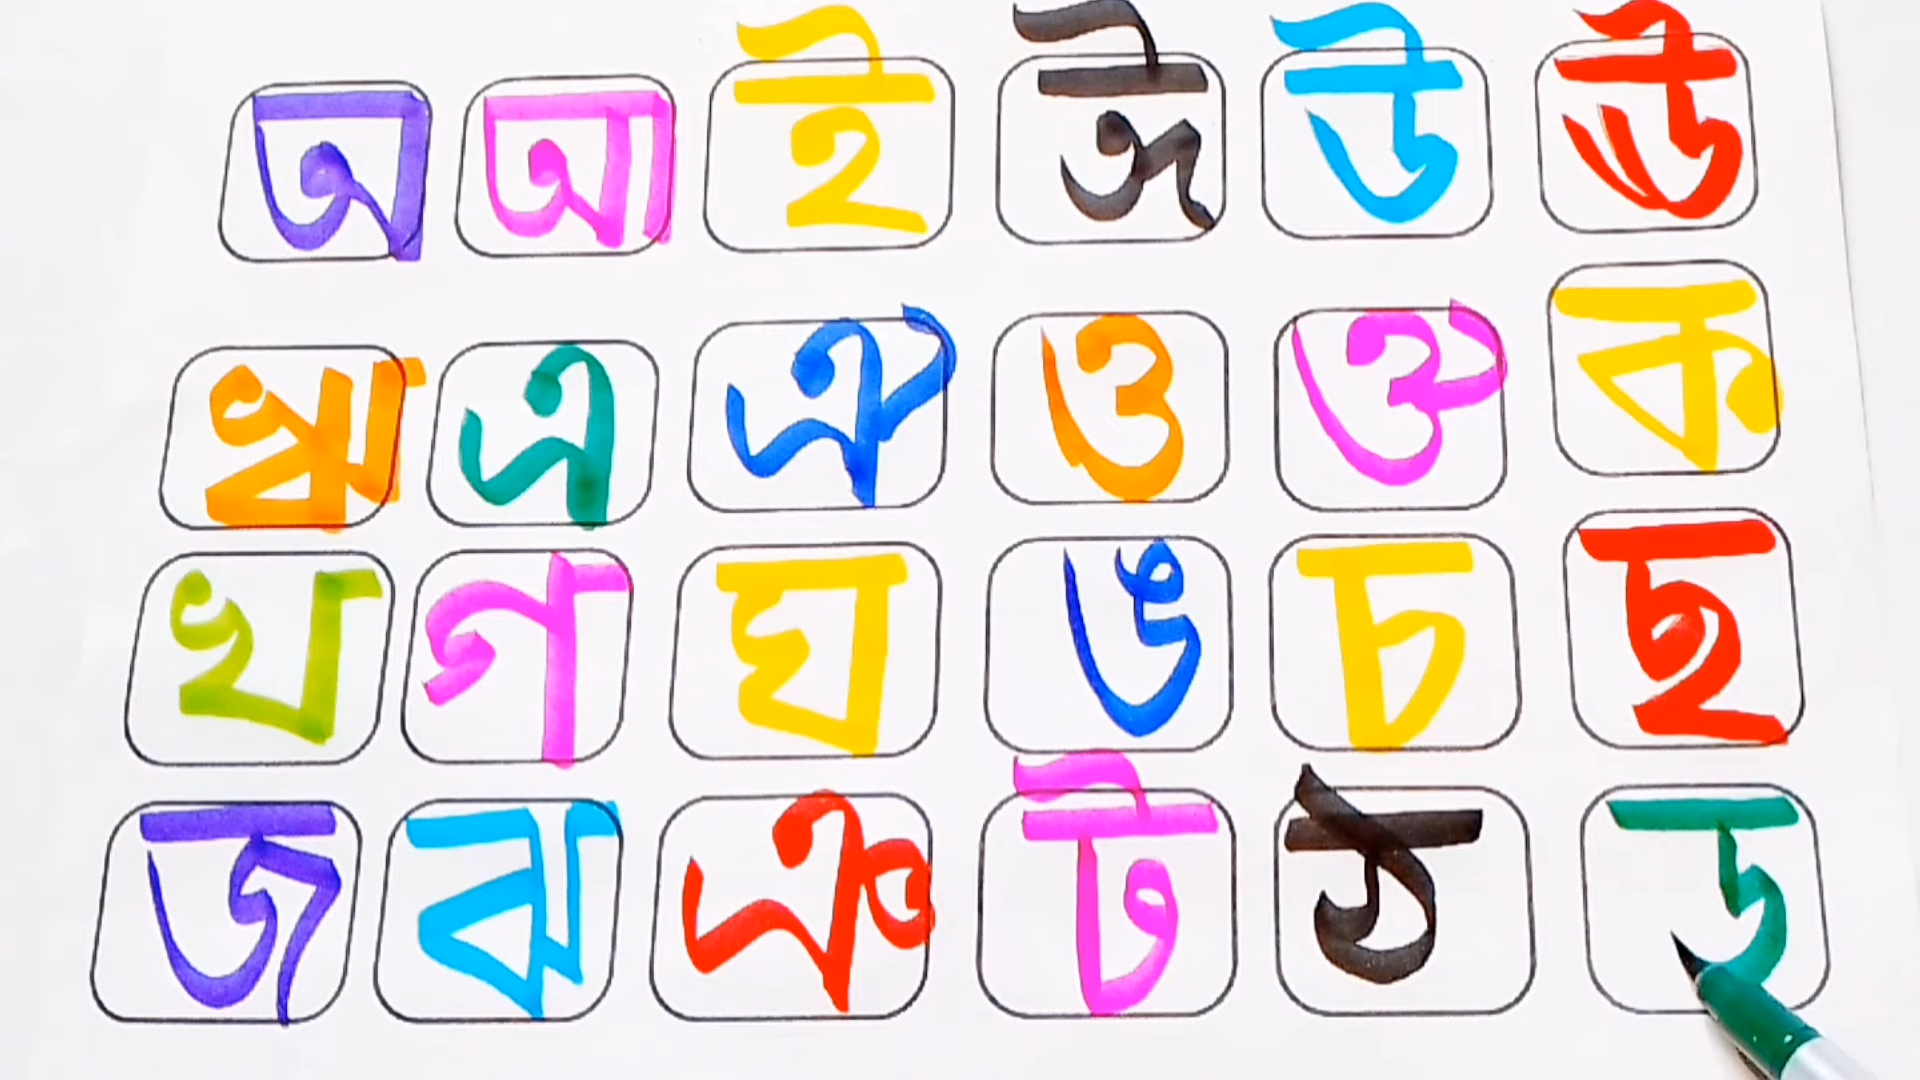 অ আ ই ঈ উ ঊ
ঋ এ ঐ ও ঔ ক
খ গ ঘ ঙ চ ছ
জ ঝ ঞ ট ঠ ড